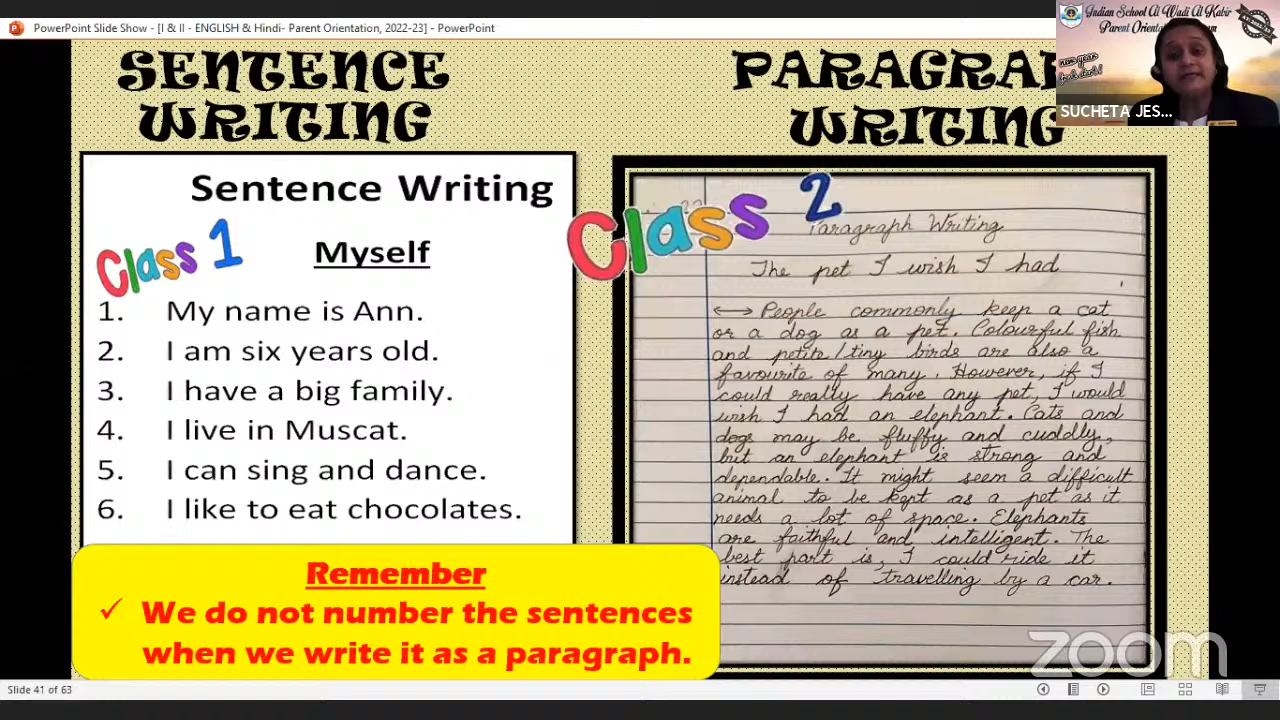 PowerPoint Slide Show - [I & II - ENGLISH & Hindi- Parent Orientation, 2022-23] - PowerPoint
Indian School Al Wadi Al Kabir
Parent
SUCHETA JES...
SENTENCE
WRITING
Sentence Writing
Class 1
Myself
1. My name is Ann.
2. I am six years old.
3. I have a big family.
4. I live in Muscat.
5. I can sing and dance.
6. I like to eat chocolates.
Remember
✓ We do not number the sentences
when we write it as a paragraph.
PARAGRA
WRITING
Class 2
Paragraph Writing
The pet I wish I had
People commonly keep a cat
or a dog as a pet. Colourful fish
and petite/tiny birds are also a
favourite of many. However, if I
could really have any pet, I would
wish I had an elephant. Cats and
dogs may be fluffy and cuddly,
but an elephant is strong and
dependable. It might seem a difficult
animal to be kept as a pet as it
needs a lot of space. Elephants
are faithful and intelligent. The
best part is, I could ride it
instead of travelling by a car.
zoom
Slide 41 of 63